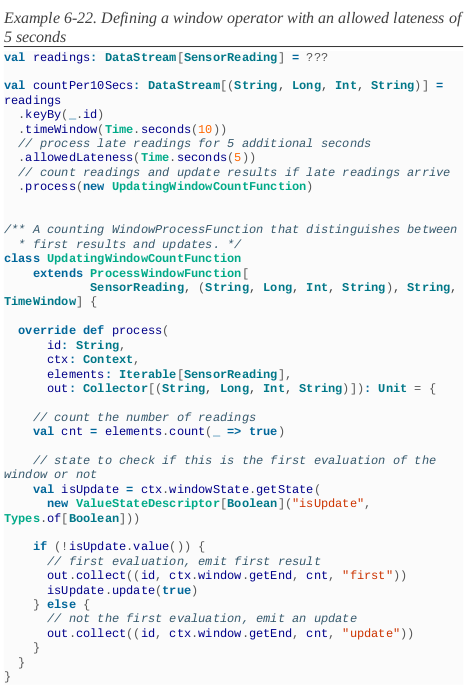 Example 6-22. Defining a window operator with an allowed lateness of
5 seconds
val readings: DataStream[SensorReading] = ???
val countPer10Secs: DataStream[(String, Long, Int, String)] =
readings
  .keyBy(_.id)
  .timeWindow(Time.seconds(10))
  // process late readings for 5 additional seconds
  .allowedLateness(Time.seconds(5))
  // count readings and update results if late readings arrive
  .process(new UpdatingWindowCountFunction)
/** A counting WindowProcessFunction that distinguishes between
  * first results and updates. */
class UpdatingWindowCountFunction
    extends ProcessWindowFunction[
            SensorReading, (String, Long, Int, String), String,
TimeWindow] {
  override def process(
      id: String,
      ctx: Context,
      elements: Iterable[SensorReading],
      out: Collector[(String, Long, Int, String)]): Unit = {
    // count the number of readings
    val cnt = elements.count(_ => true)
    // state to check if this is the first evaluation of the
window or not
    val isUpdate = ctx.windowState.getState(
      new ValueStateDescriptor[Boolean]("isUpdate",
Types.of[Boolean]))
    if (!isUpdate.value()) {
      // first evaluation, emit first result
      out.collect((id, ctx.window.getEnd, cnt, "first"))
      isUpdate.update(true)
    } else {
      // not the first evaluation, emit an update
      out.collect((id, ctx.window.getEnd, cnt, "update"))
    }
  }
}